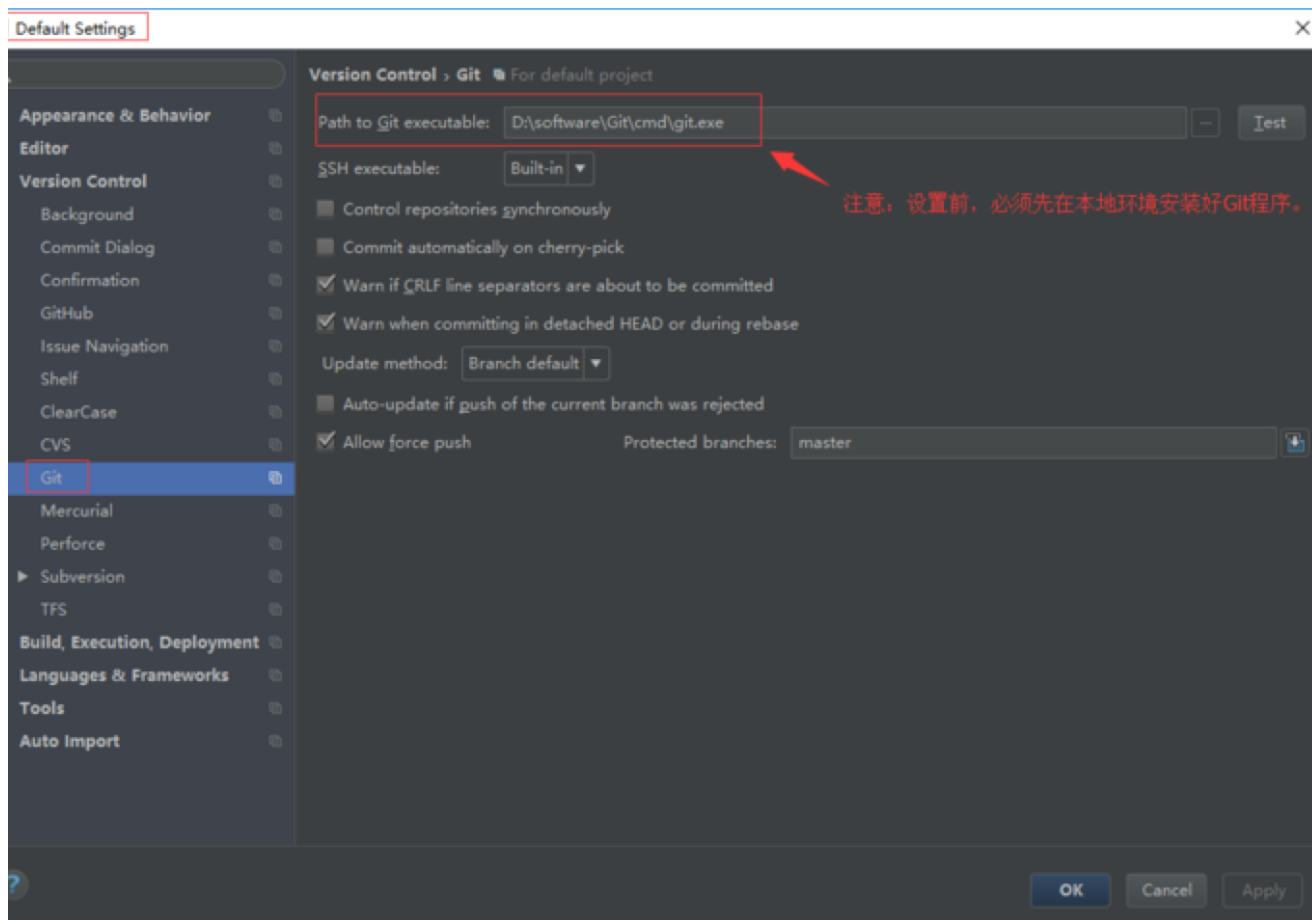 Default Settings
Version Control › Git For default project
Appearance & Behavior
Editor
Version Control
Background
Commit Dialog
Confirmation
GitHub
Issue Navigation
Shelf
ClearCase
CVS
Git
Mercurial
Perforce
Subversion
TFS
Build, Execution, Deployment
Languages & Frameworks
Tools
Auto Import
Path to Git executable: D:\software\Git\cmd\git.exe Test
SSH executable: Built-in
注意：设置前，必须先在本地环境安装好Git程序。
Control repositories synchronously
Commit automatically on cherry-pick
Warn if CRLF line separators are about to be committed
Warn when committing in detached HEAD or during rebase
Update method: Branch default
Auto-update if push of the current branch was rejected
Allow force push Protected branches: master
? OK Cancel Apply